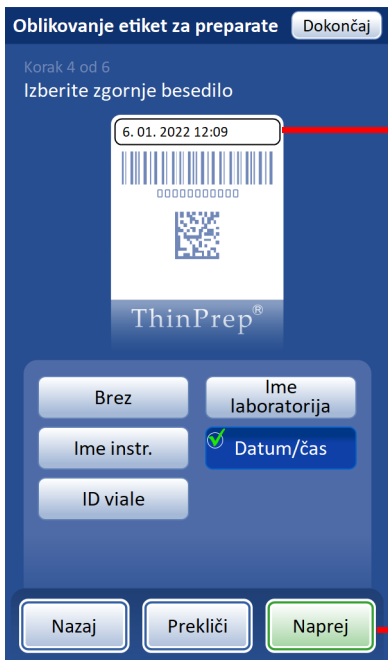 Oblikovanje etiket za preparate
Dokončaj
Korak 4 od 6
Izberite zgornje besedilo
6. 01. 2022 12:09
ThinPrep®
Brez
Ime
laboratorija
Ime instr.
Datum/čas
ID viale
Nazaj
Prekliči
Naprej